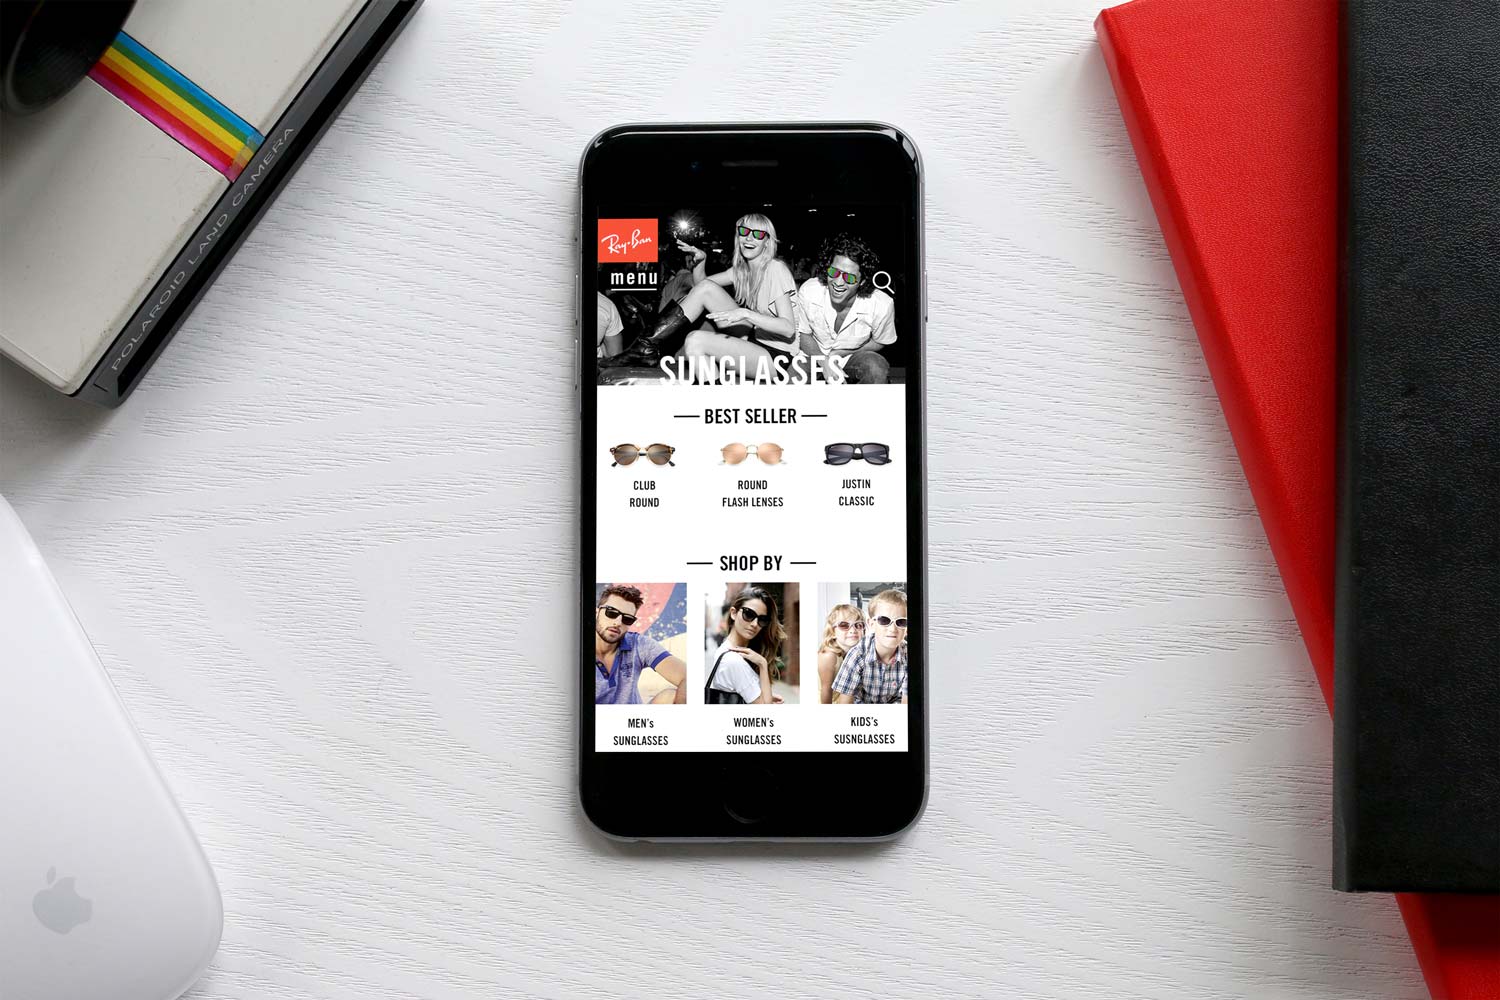 POLAROID LAND CAMERA
Ray-Ban
menu
SUNGLASSES
BEST SELLER
CLUB
ROUND
ROUND
FLASH LENSES
JUSTIN
CLASSIC
SHOP BY
MEN's
SUNGLASSES
WOMEN's
SUNGLASSES
KIDS's
SUSNGLASSES